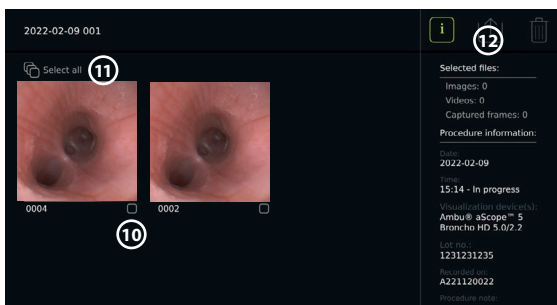 2022-02-09 001
i
12
Select all
11
0004
0002
10
Selected files:
Images: 0
Videos: 0
Captured frames: 0
Procedure information:
Date:
2022-02-09
Time:
15:14 - In progress
Visualization device(s):
Ambu® aScope™ 5
Broncho HD 5.0/2.2
Lot no.:
1231231235
Recorded on:
A221120022
Procedure note: